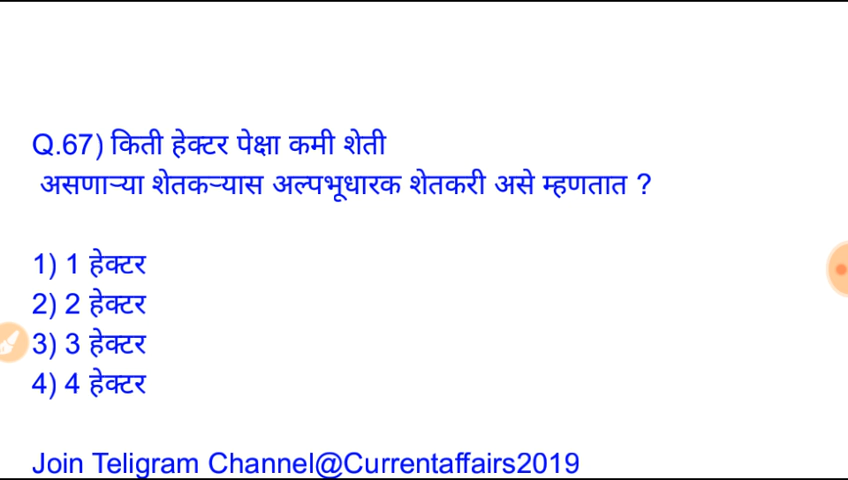 Q.67) किती हेक्टर पेक्षा कमी शेती
असणाऱ्या शेतकऱ्यास अल्पभूधारक शेतकरी असे म्हणतात ?
1) 1 हेक्टर
2) 2 हेक्टर
3) 3 हेक्टर
4) 4 हेक्टर
Join Teligram Channel@Currentaffairs2019